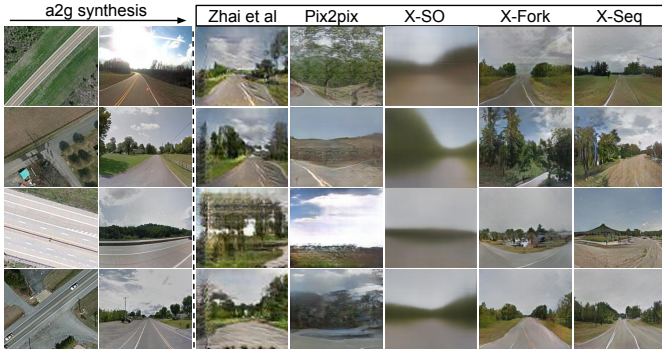 a2g synthesis
Zhai et al Pix2pix X-SO X-Fork X-Seq